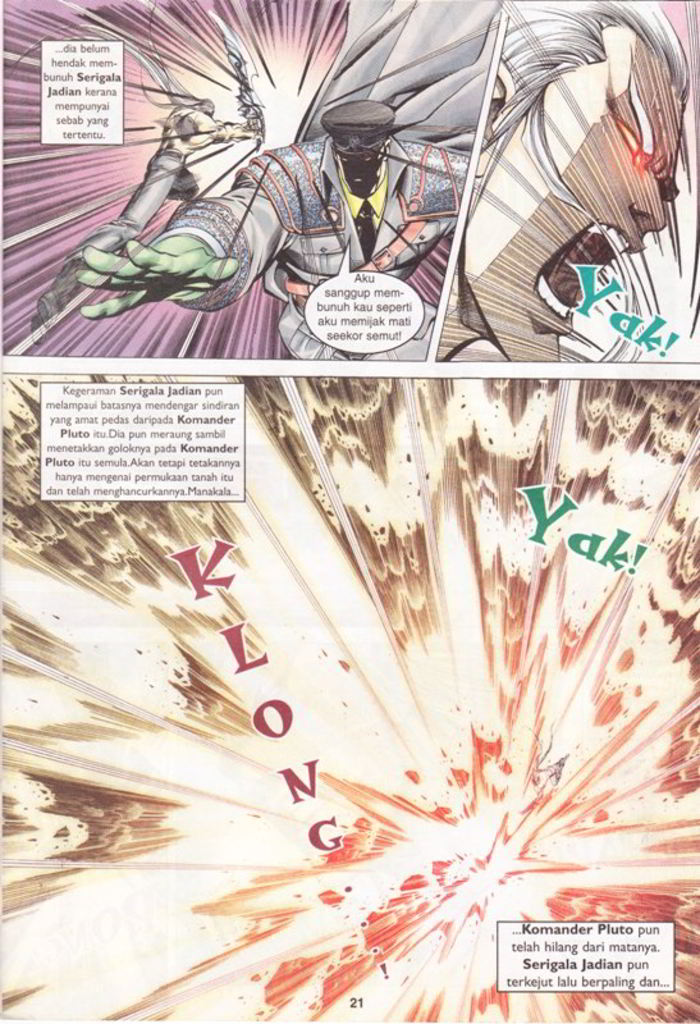 ...dia belum
hendak mem-
bunuh Serigala
Jadian kerana
mempunyai
sebab yang
tertentu.
Aku
sanggup mem-
bunuh kau seperti
aku memijak mati
seekor semut!
Yak!
Kegeraman Serigala Jadian pun
melampaui batasnya mendengar sindiran
yang amat pedas daripada Komander
Pluto itu.Dia pun meraung sambil
menetakkan goloknya pada Komander
Pluto itu semula.Akan tetapi tetakannya
hanya mengenai permukaan tanah itu
dan telah menghancurkannya.Manakala...
Yak!
KLONG...!
...Komander Pluto pun
telah hilang dari matanya.
Serigala Jadian pun
terkejut lalu berpaling dan...
21